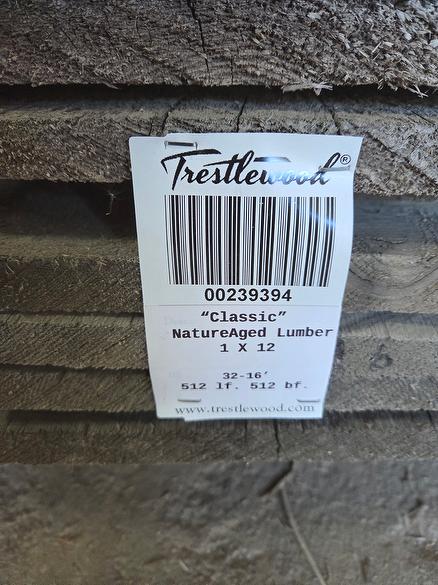 Trestlewood®
00239394
"Classic"
NatureAged Lumber
1 X 12
32-16'
512 lf. 512 bf.
www.trestlewood.com